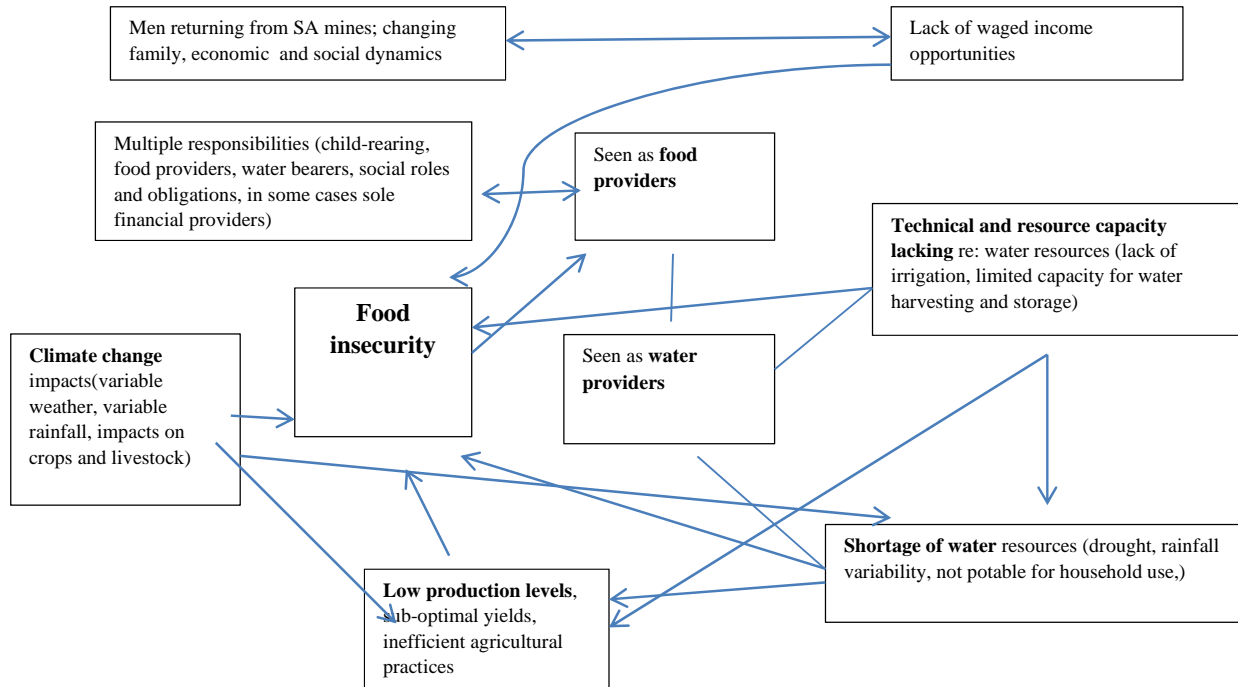 Men returning from SA mines; changing
family, economic  and social dynamics
Lack of waged income
opportunities
Multiple responsibilities (child-rearing,
food providers, water bearers, social roles
and obligations, in some cases sole
financial providers)
Seen as food
providers
Technical and resource capacity
lacking re: water resources (lack of
irrigation, limited capacity for water
harvesting and storage)
Food
insecurity
Climate change
impacts(variable
weather, variable
rainfall, impacts on
crops and livestock)
Seen as water
providers
Shortage of water resources (drought, rainfall
variability, not potable for household use,)
Low production levels,
sub-optimal yields,
inefficient agricultural
practices